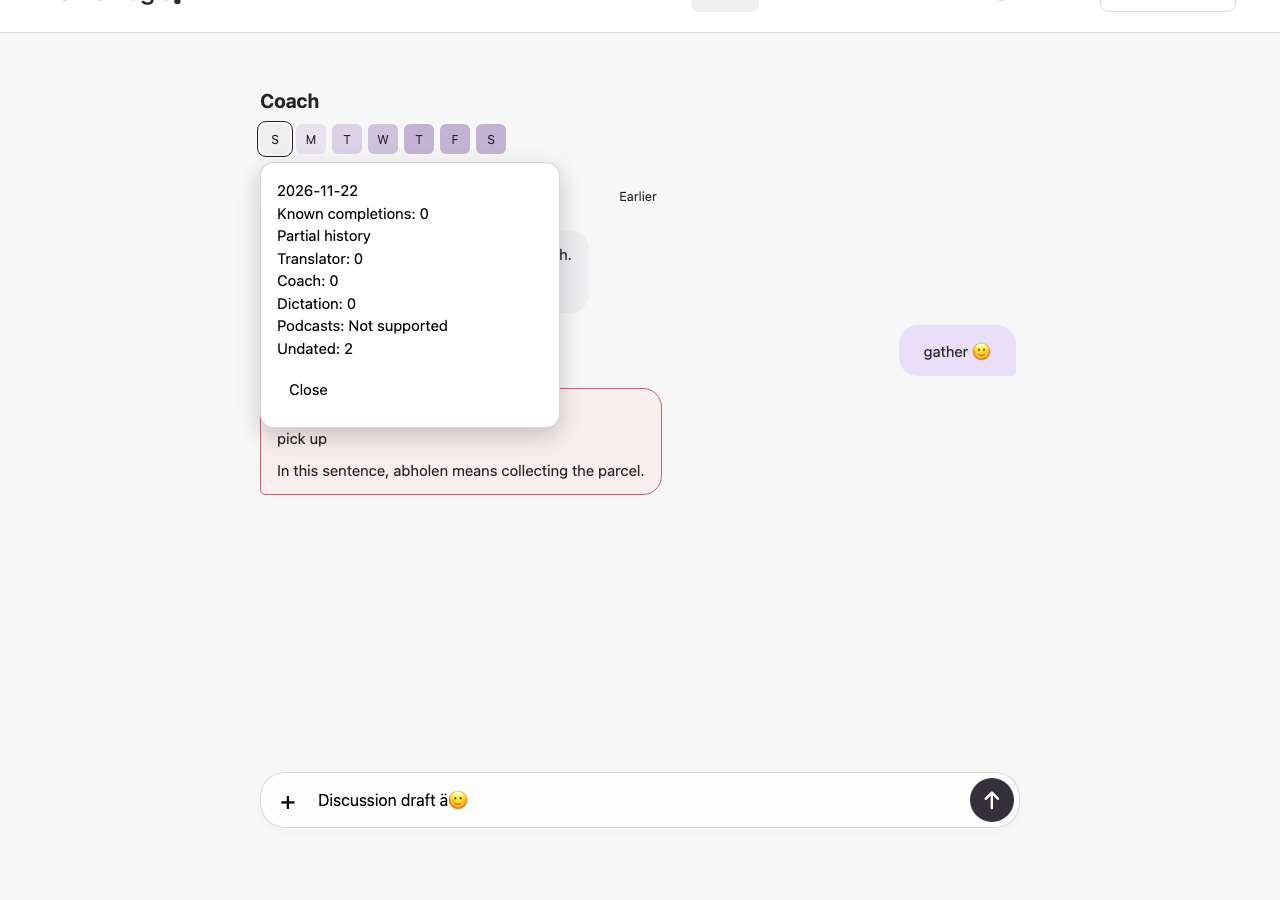 Coach
S M T W T F S
2026-11-22
Known completions: 0
Partial history
Translator: 0
Coach: 0
Dictation: 0
Podcasts: Not supported
Undated: 2
Close
Earlier
h.
gather 🙂
pick up
In this sentence, abholen means collecting the parcel.
+ Discussion draft ä🙂